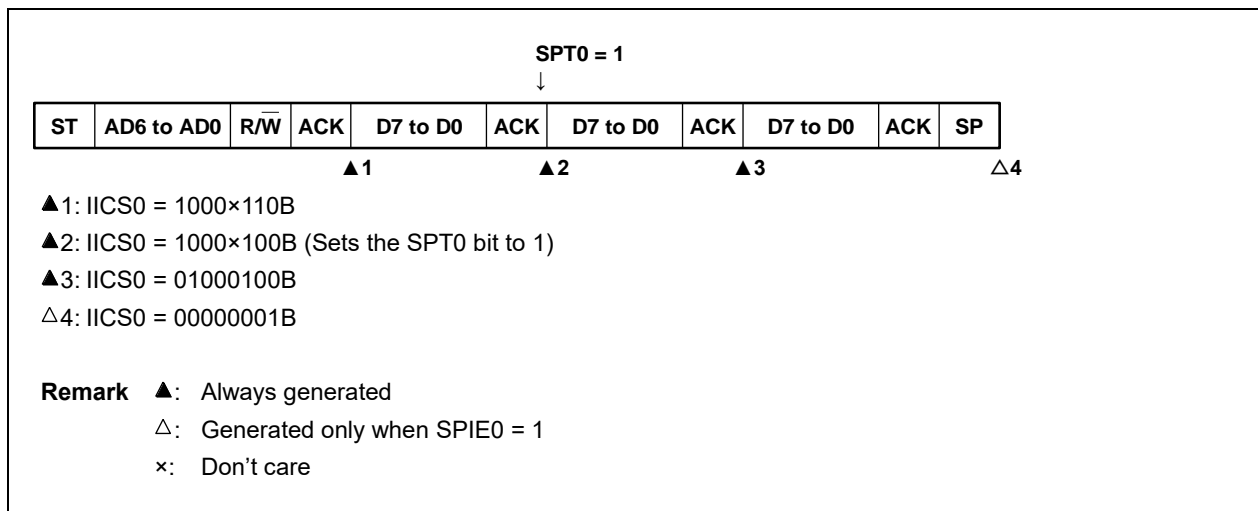 SPT0 = 1
↓
ST AD6 to AD0 R/W̅ ACK D7 to D0 ACK D7 to D0 ACK D7 to D0 ACK SP
▲1 ▲2 ▲3 △4
▲1: IICS0 = 1000×110B
▲2: IICS0 = 1000×100B (Sets the SPT0 bit to 1)
▲3: IICS0 = 01000100B
△4: IICS0 = 00000001B
Remark ▲: Always generated
△: Generated only when SPIE0 = 1
×: Don’t care